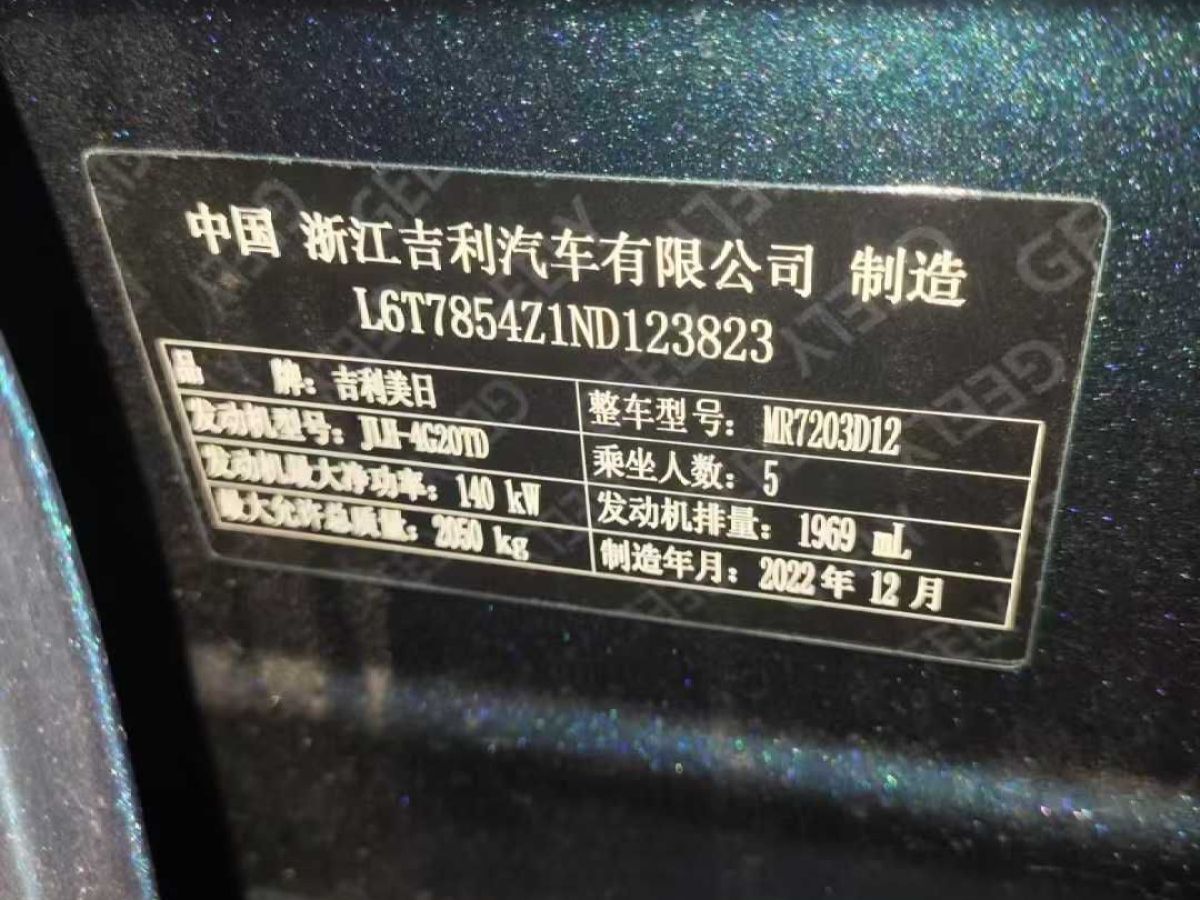 中国 浙江吉利汽车有限公司 制造
L6T7854Z1ND123823
品 牌：吉利美日
整车型号：MR7203D12
发动机型号：JLH-4G20TD
乘坐人数：5
发动机最大净功率：140 kW
发动机排量：1969 mL
最大允许总质量：2050 kg
制造年月：2022年 12 月